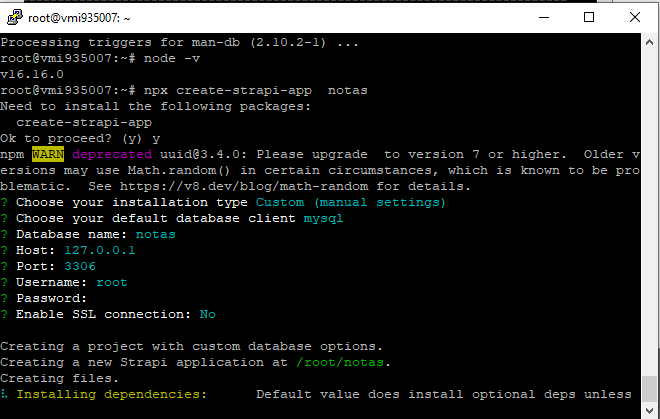 root@vmi935007: ~
Processing triggers for man-db (2.10.2-1) ...
root@vmi935007:~# node -v
v16.16.0
root@vmi935007:~# npx create-strapi-app  notas
Need to install the following packages:
  create-strapi-app
Ok to proceed? (y) y
npm WARN deprecated uuid@3.4.0: Please upgrade  to version 7 or higher.  Older v
ersions may use Math.random() in certain circumstances, which is known to be pro
blematic.  See https://v8.dev/blog/math-random for details.
? Choose your installation type Custom (manual settings)
? Choose your default database client mysql
? Database name: notas
? Host: 127.0.0.1
? Port: 3306
? Username: root
? Password:
? Enable SSL connection: No
Creating a project with custom database options.
Creating a new Strapi application at /root/notas.
Creating files.
Installing dependencies:      Default value does install optional deps unless